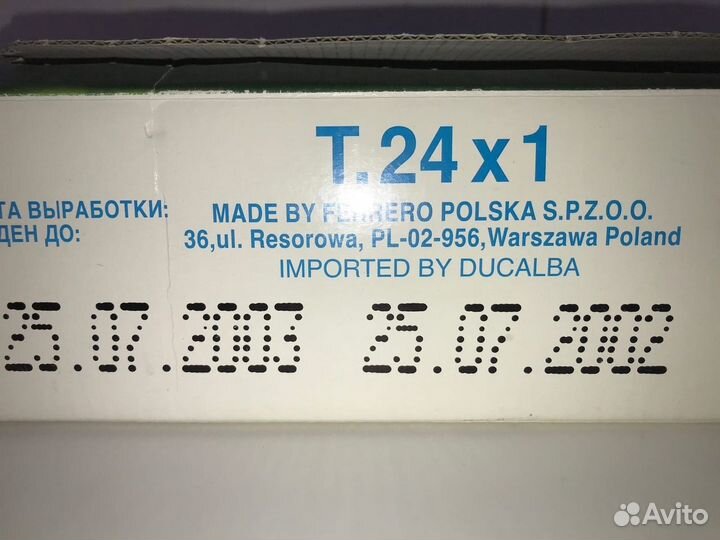 T.24 x 1
ТА ВЫРАБОТКИ:
ДЕН ДО:
MADE BY FERRERO POLSKA S.P.Z.O.O.
36,ul. Resorowa, PL-02-956,Warszawa Poland
IMPORTED BY DUCALBA
25.07.2003 25.07.2002
Avito